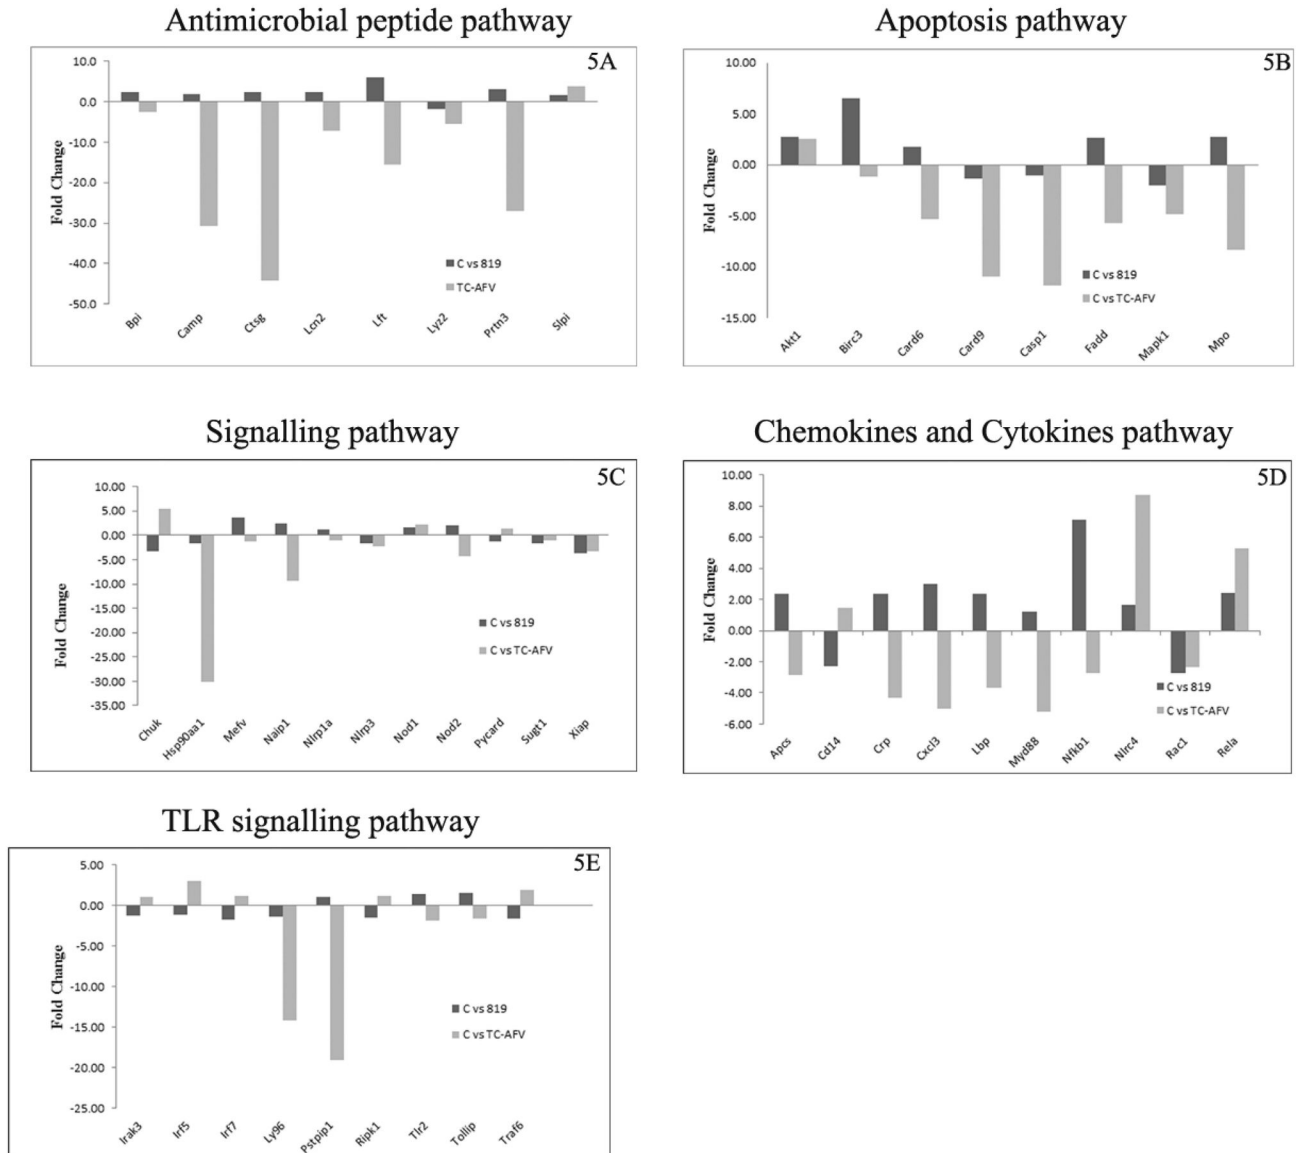 Antimicrobial peptide pathway
5A
10.0
0.0
-10.0
-20.0
-30.0
-40.0
-50.0
Fold Change
C vs 819
TC-AFV
Bpi Camp Ctsg Lcn2 Lft Lyz2 Prtn3 Slpi
Apoptosis pathway
5B
10.00
5.00
0.00
-5.00
-10.00
-15.00
Fold Change
C vs 819
C vs TC-AFV
Akt1 Birc3 Card6 Card9 Casp1 Fadd Mapk1 Mpo
Signalling pathway
5C
10.00
5.00
0.00
-5.00
-10.00
-15.00
-20.00
-25.00
-30.00
-35.00
Fold Change
C vs 819
C vs TC-AFV
Chuk Hsp90aa1 Mefv Naip1 Nlrp1a Nlrp3 Nod1 Nod2 Pycard Sugt1 Xiap
Chemokines and Cytokines pathway
5D
10.00
8.00
6.00
4.00
2.00
0.00
-2.00
-4.00
-6.00
Fold Change
C vs 819
C vs TC-AFV
Apcs Cd14 Crp Cxcl3 Lbp Myd88 Nfkb1 Nlrc4 Rac1 Rela
TLR signalling pathway
5E
5.00
0.00
-5.00
-10.00
-15.00
-20.00
-25.00
Fold Change
C vs 819
C vs TC-AFV
Irak3 Irf5 Irf7 Ly96 Pstpip1 Ripk1 Tlr2 Tollip Traf6